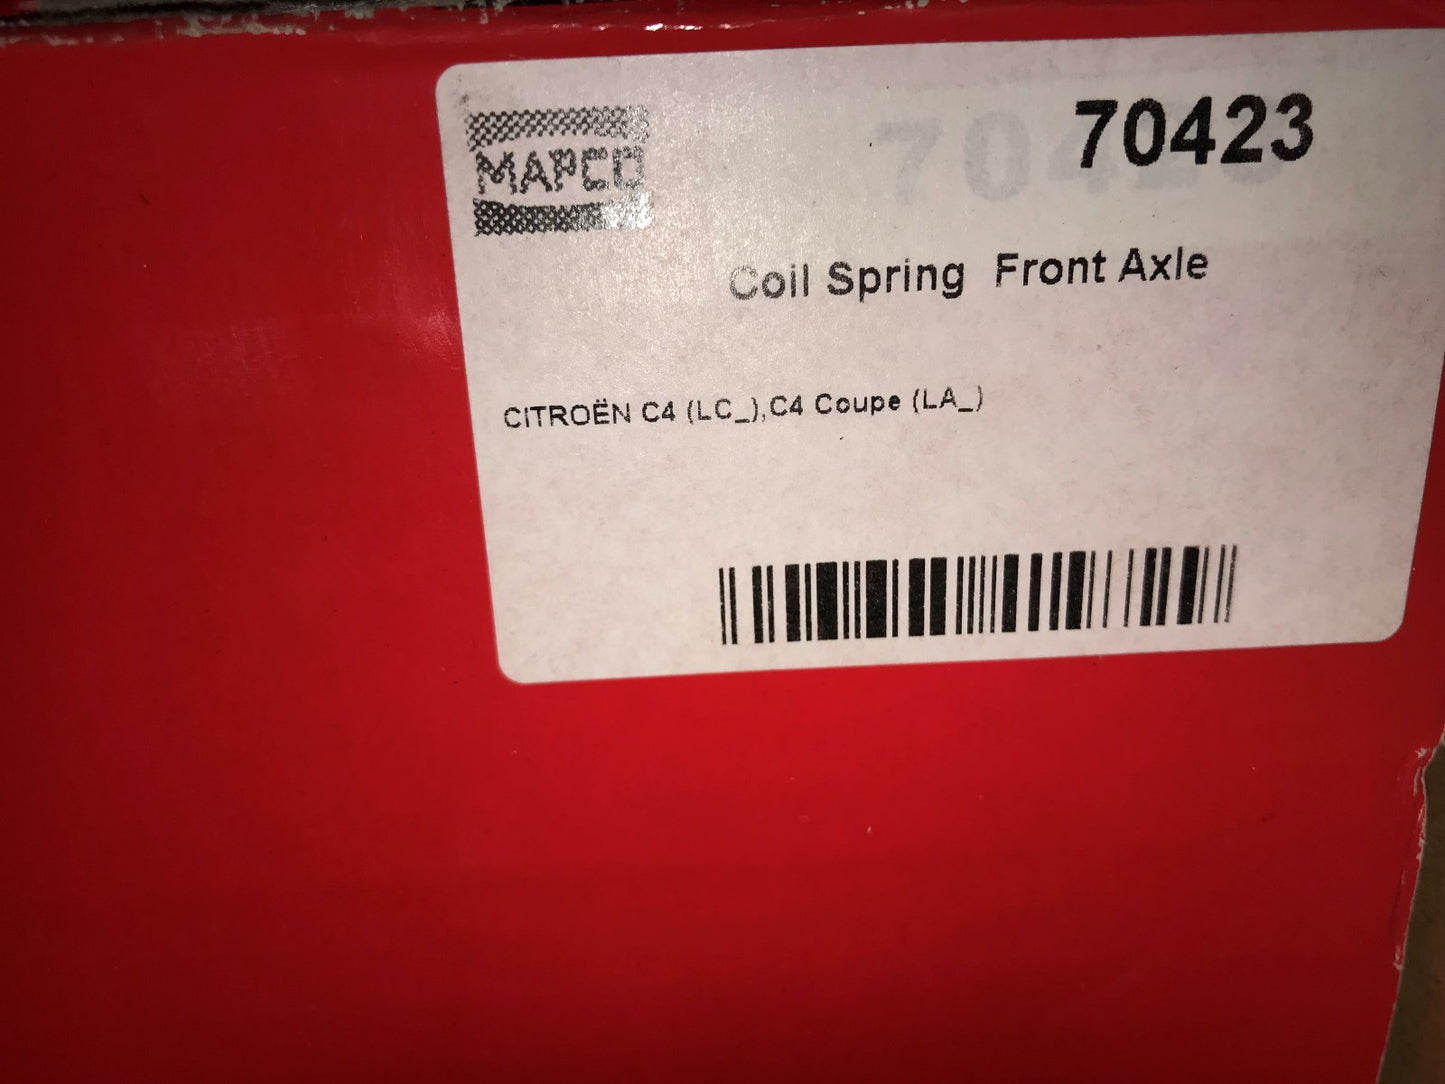 MAPCO
70423
Coil Spring  Front Axle
CITROËN C4 (LC_),C4 Coupe (LA_)